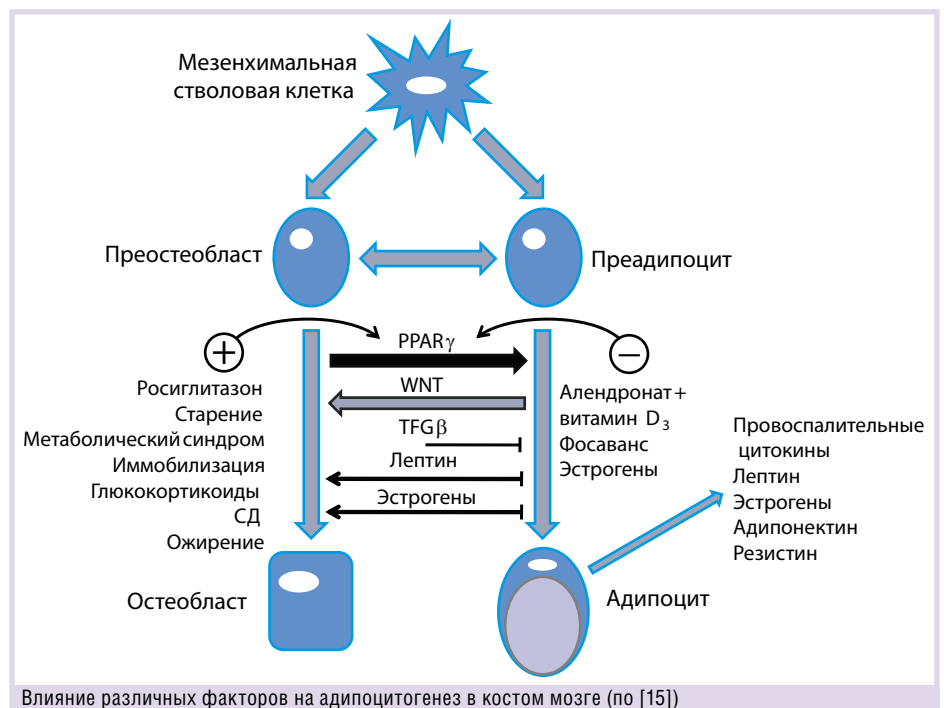 Мезенхимальная
стволовая клетка
Преостеобласт
Преадипоцит
+
PPARγ
−
WNT
TFGβ
Лептин
Эстрогены
Росиглитазон
Старение
Метаболический синдром
Иммобилизация
Глюкокортикоиды
СД
Ожирение
Алендронат+
витамин D3
Фосаванс
Эстрогены
Провоспалительные
цитокины
Лептин
Эстрогены
Адипонектин
Резистин
Остеобласт
Адипоцит
Влияние различных факторов на адипоцитогенез в костом мозге (по [15])